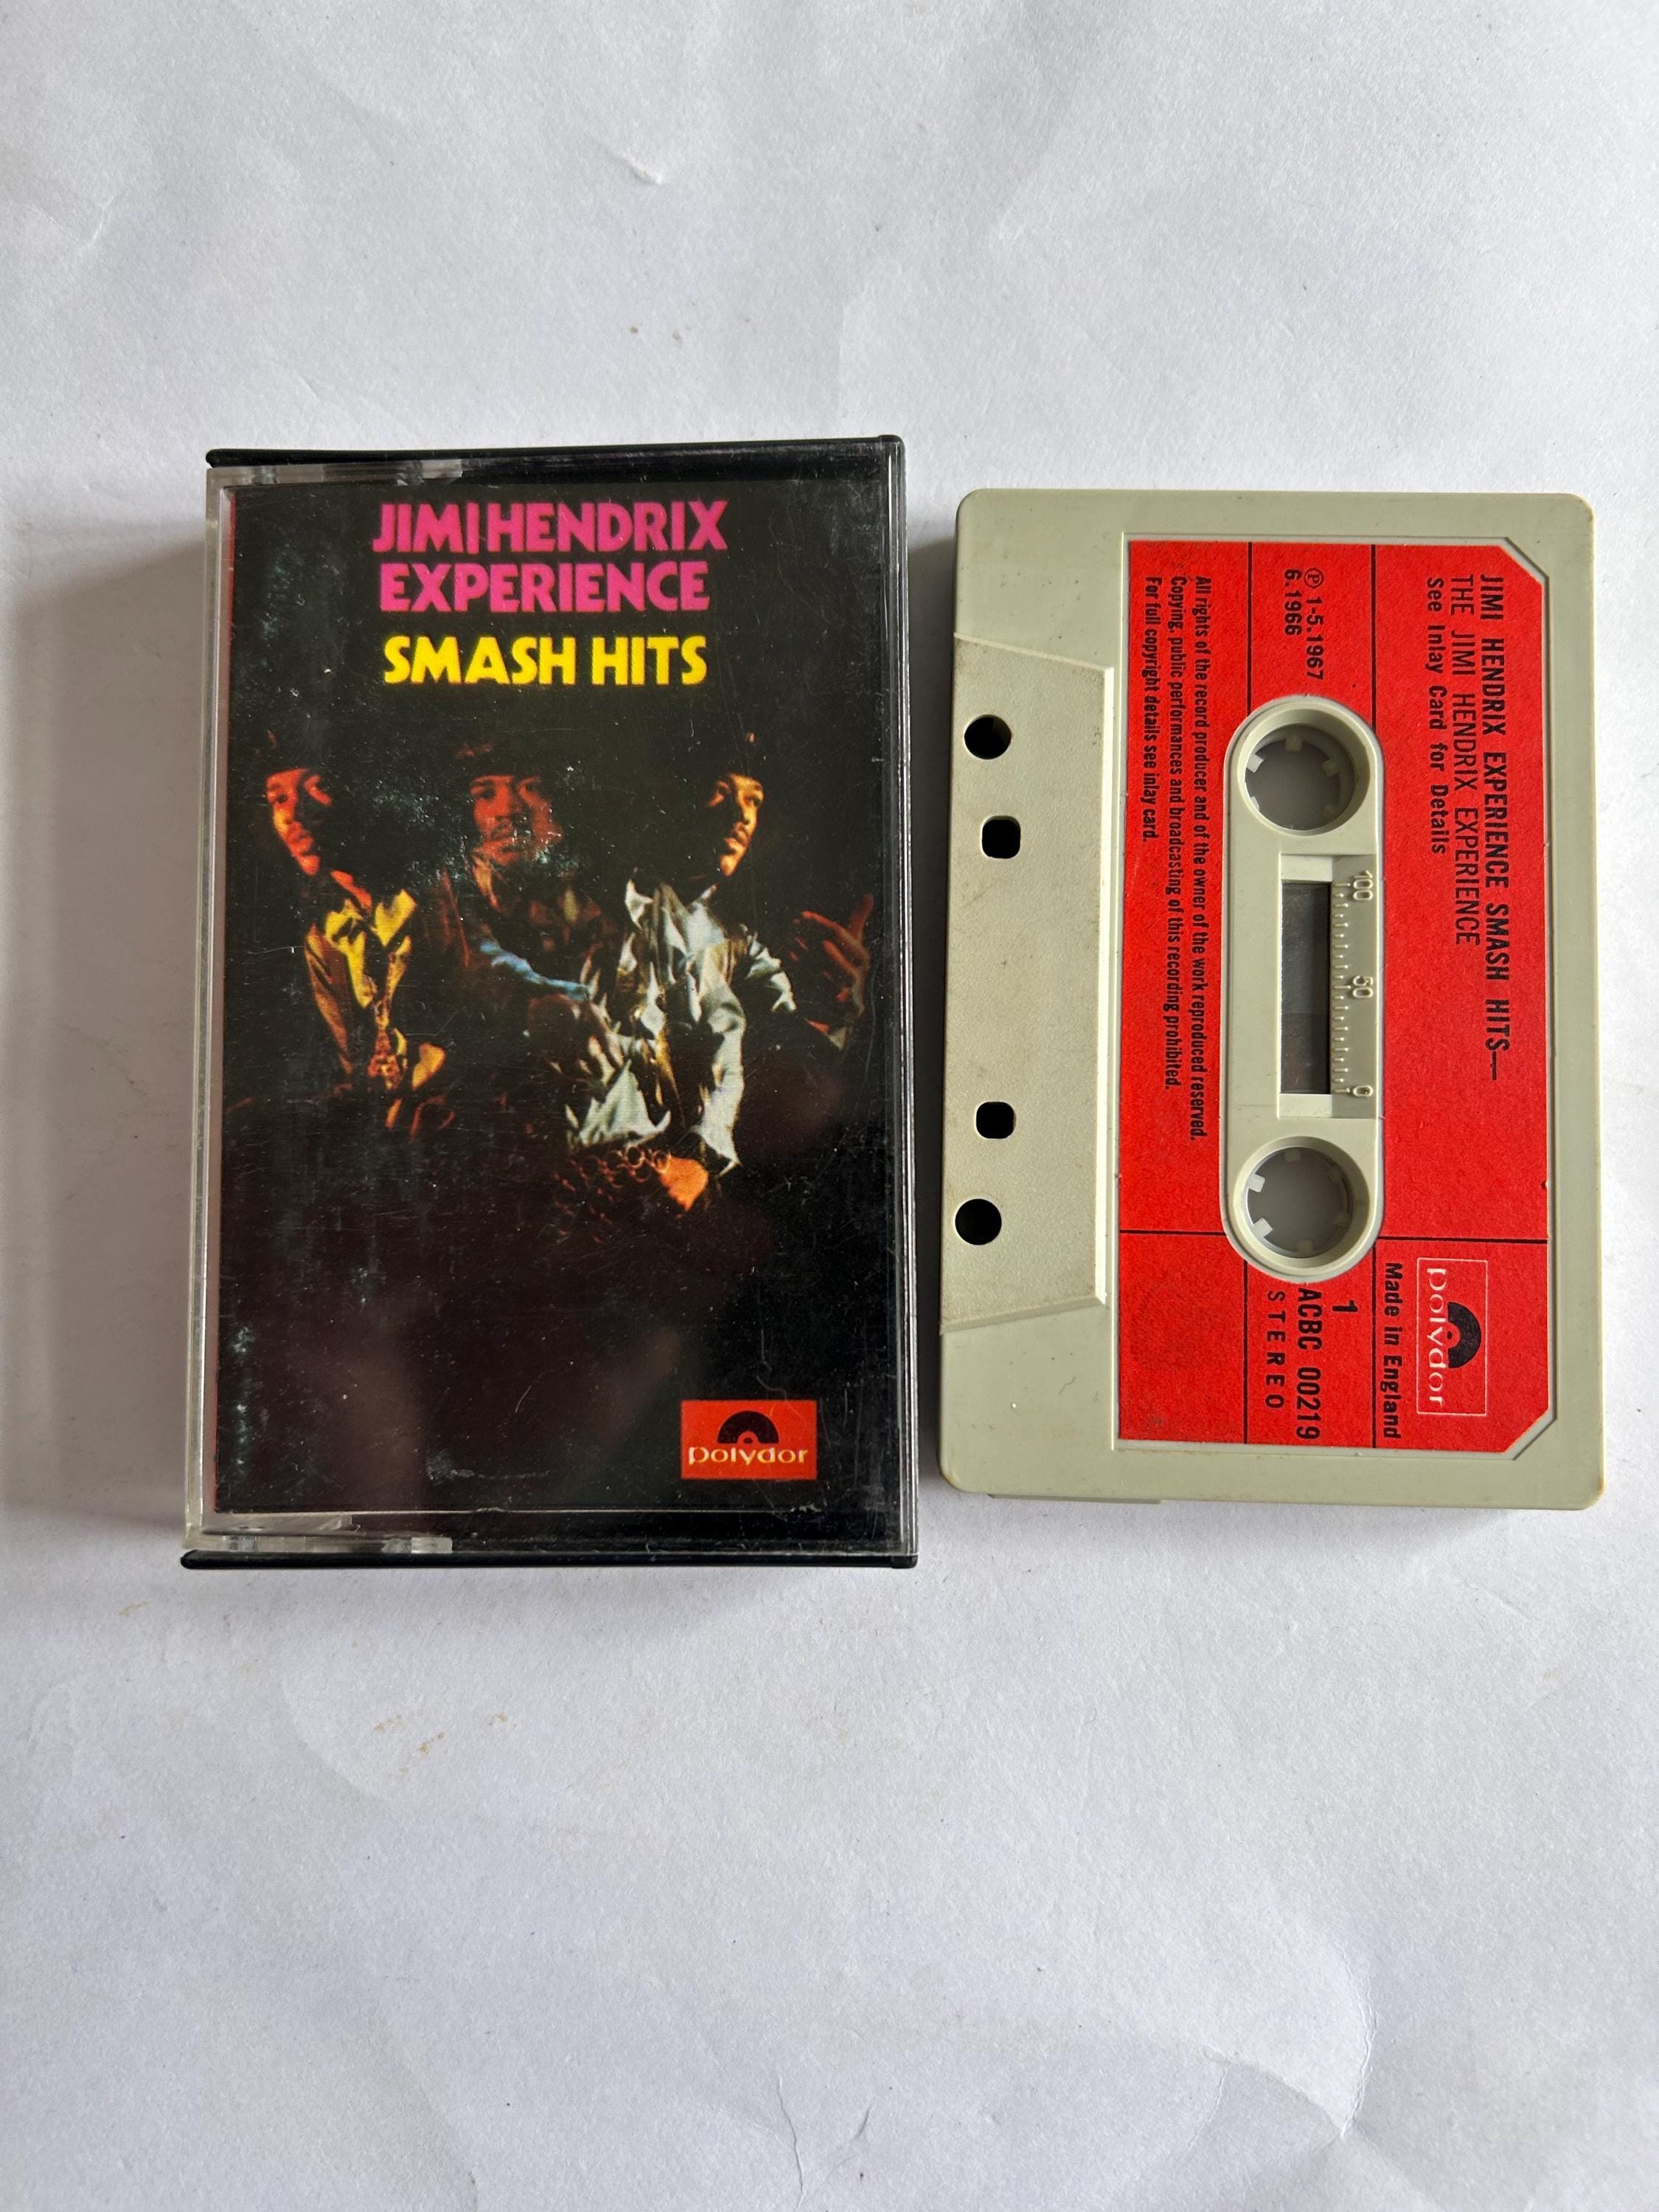 JIMI HENDRIX
EXPERIENCE
SMASH HITS
polydor
JIMI HENDRIX EXPERIENCE SMASH HITS—
THE JIMI HENDRIX EXPERIENCE
See Inlay Card for Details
polydor
Made in England
℗ 1-5.1967
6.1966
100
50
0
1
ACBC 00219
STEREO
All rights of the record producer and of the owner of the work reproduced reserved.
Copying, public performances and broadcasting of this recording prohibited.
For full copyright details see inlay card.